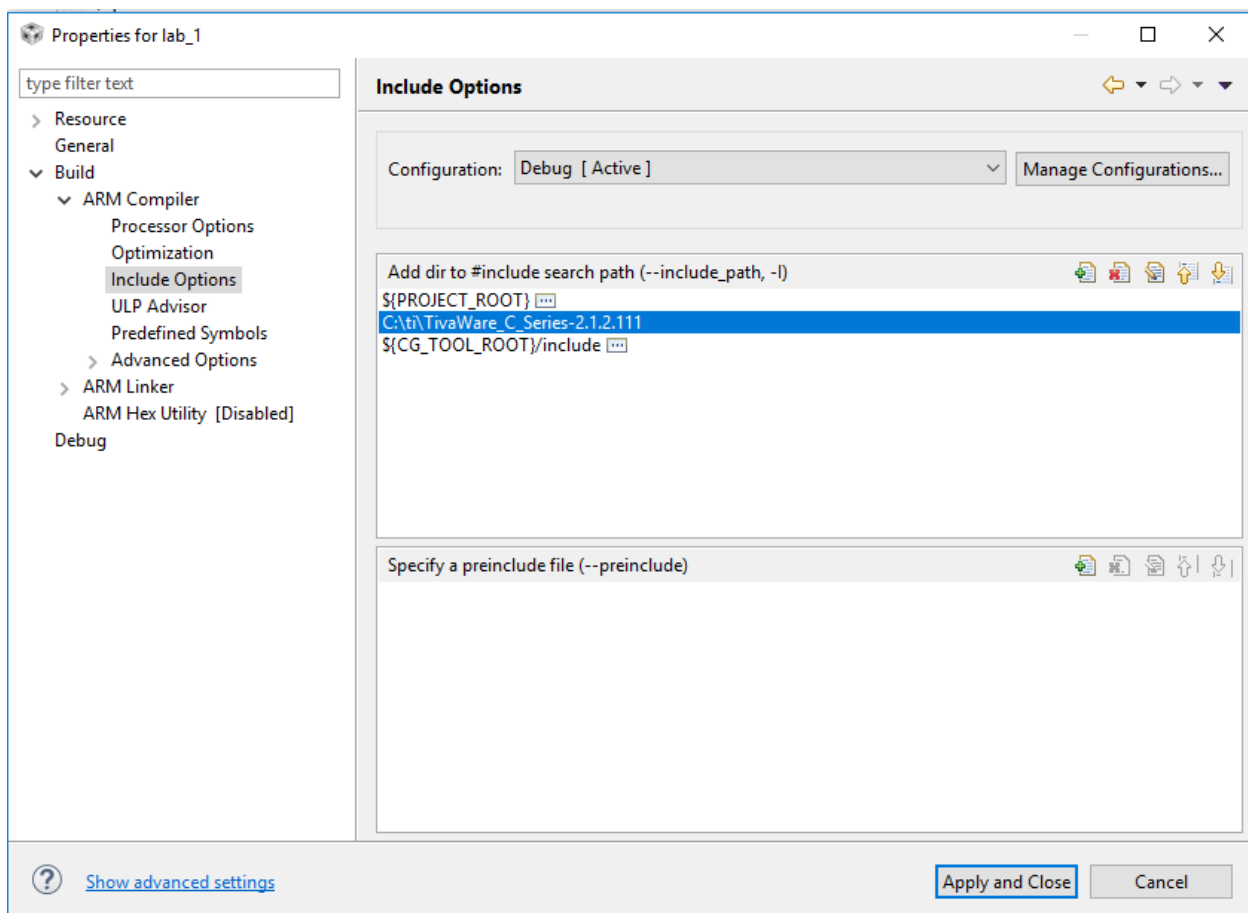 Properties for lab_1
type filter text
Resource
General
Build
ARM Compiler
Processor Options
Optimization
Include Options
ULP Advisor
Predefined Symbols
Advanced Options
ARM Linker
ARM Hex Utility [Disabled]
Debug
Include Options
Configuration:
Debug [ Active ]
Manage Configurations...
Add dir to #include search path (--include_path, -I)
${PROJECT_ROOT}
C:\ti\TivaWare_C_Series-2.1.2.111
${CG_TOOL_ROOT}/include
Specify a preinclude file (--preinclude)
Show advanced settings
Apply and Close
Cancel